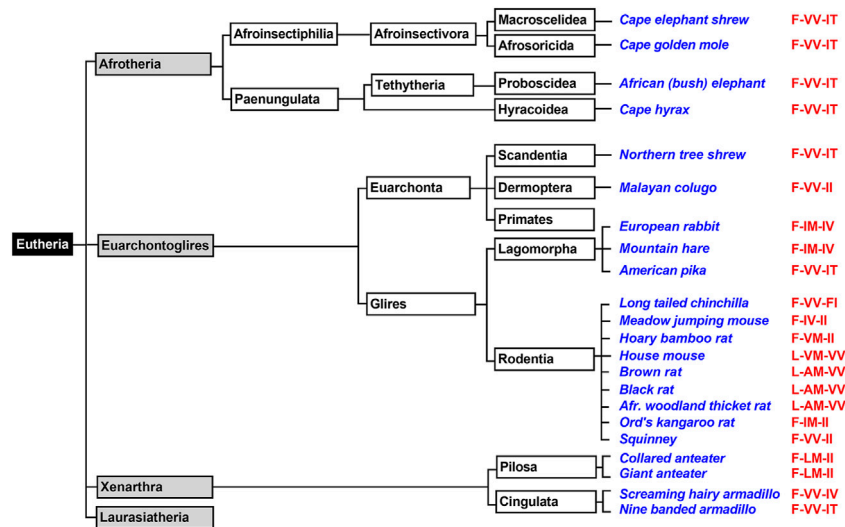 Macroscelidea Cape elephant shrew F-VV-IT
Afroinsectiphilia Afroinsectivora
Afrosoricida Cape golden mole F-VV-IT
Afrotheria
Tethytheria Proboscidea African (bush) elephant F-VV-IT
Paenungulata
Hyracoidea Cape hyrax F-VV-IT
Scandentia Northern tree shrew F-VV-IT
Euarchonta Dermoptera Malayan colugo F-VV-II
Primates
European rabbit F-IM-IV
Eutheria Euarchontoglires Lagomorpha Mountain hare F-IM-IV
American pika F-VV-IT
Glires Long tailed chinchilla F-VV-FI
Meadow jumping mouse F-IV-II
Hoary bamboo rat F-VM-II
Rodentia House mouse L-VM-VV
Brown rat L-AM-VV
Black rat L-AM-VV
Afr. woodland thicket rat L-AM-VV
Ord's kangaroo rat F-IM-II
Squinney F-VV-II
Collared anteater F-LM-II
Pilosa
Giant anteater F-LM-II
Xenarthra
Screaming hairy armadillo F-VV-IV
Cingulata
Nine banded armadillo F-VV-IT
Laurasiatheria